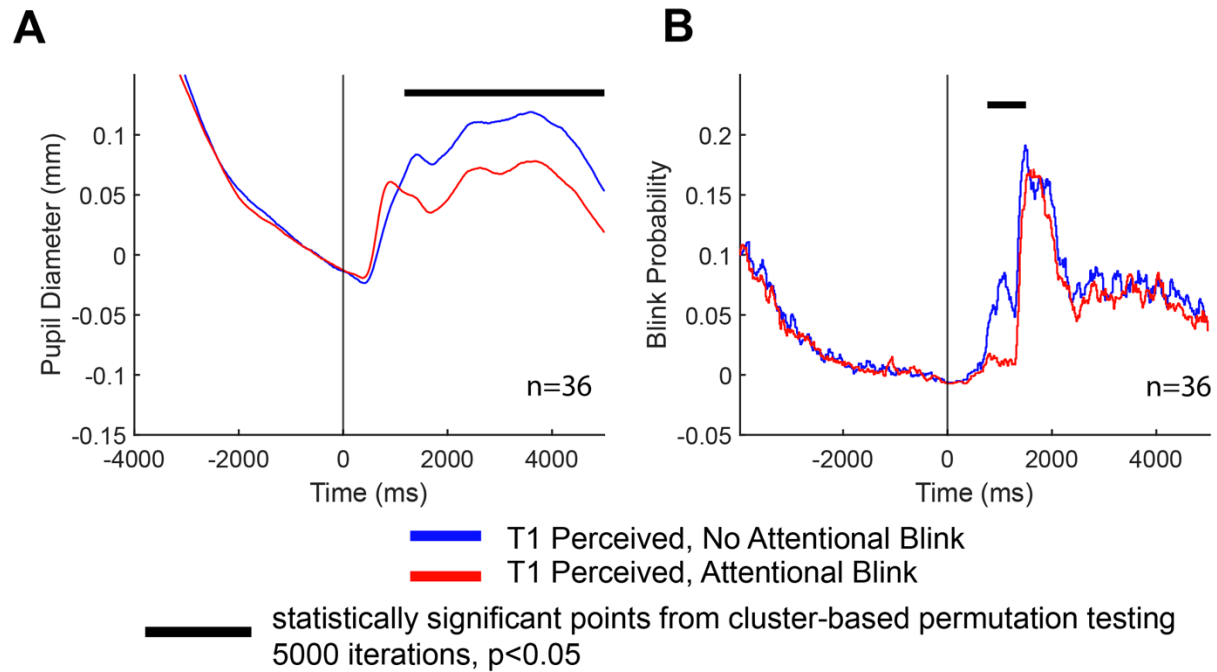 A
B
Pupil Diameter (mm)
0.1
0.05
0
-0.05
-0.1
-0.15
n=36
-4000 -2000 0 2000 4000
Time (ms)
Blink Probability
0.2
0.15
0.1
0.05
0
-0.05
n=36
-2000 0 2000 4000
Time (ms)
T1 Perceived, No Attentional Blink
T1 Perceived, Attentional Blink
statistically significant points from cluster-based permutation testing
5000 iterations, p<0.05